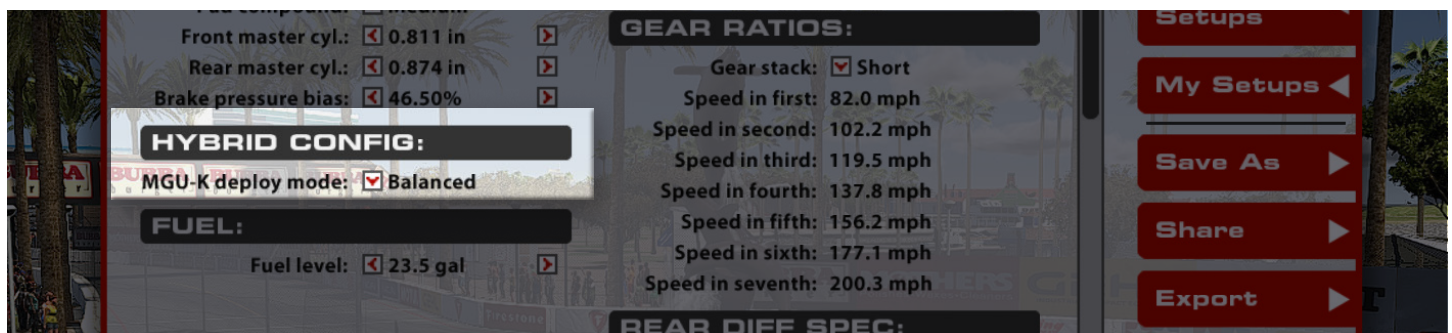 Pad compound: Medium
Front master cyl.: 0.811 in
Rear master cyl.: 0.874 in
Brake pressure bias: 46.50%
HYBRID CONFIG:
MGU-K deploy mode: Balanced
FUEL:
Fuel level: 23.5 gal
GEAR RATIOS:
Gear stack: Short
Speed in first: 82.0 mph
Speed in second: 102.2 mph
Speed in third: 119.5 mph
Speed in fourth: 137.8 mph
Speed in fifth: 156.2 mph
Speed in sixth: 177.1 mph
Speed in seventh: 200.3 mph
REAR DIFF SPEC:
Setups
My Setups
Save As
Share
Export
Firestone